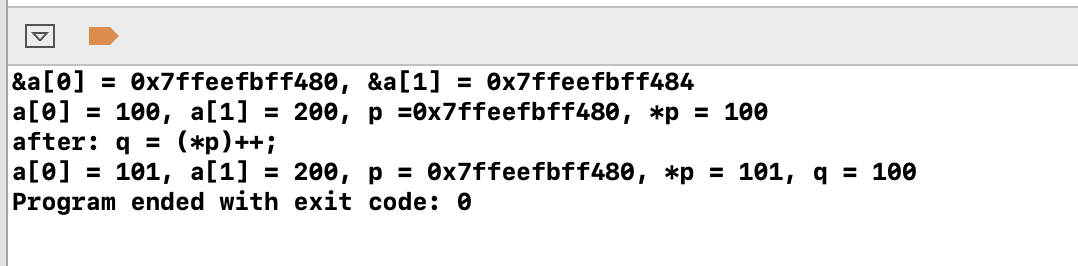 &a[0] = 0x7ffeefbff480, &a[1] = 0x7ffeefbff484
a[0] = 100, a[1] = 200, p =0x7ffeefbff480, *p = 100
after: q = (*p)++;
a[0] = 101, a[1] = 200, p = 0x7ffeefbff480, *p = 101, q = 100
Program ended with exit code: 0